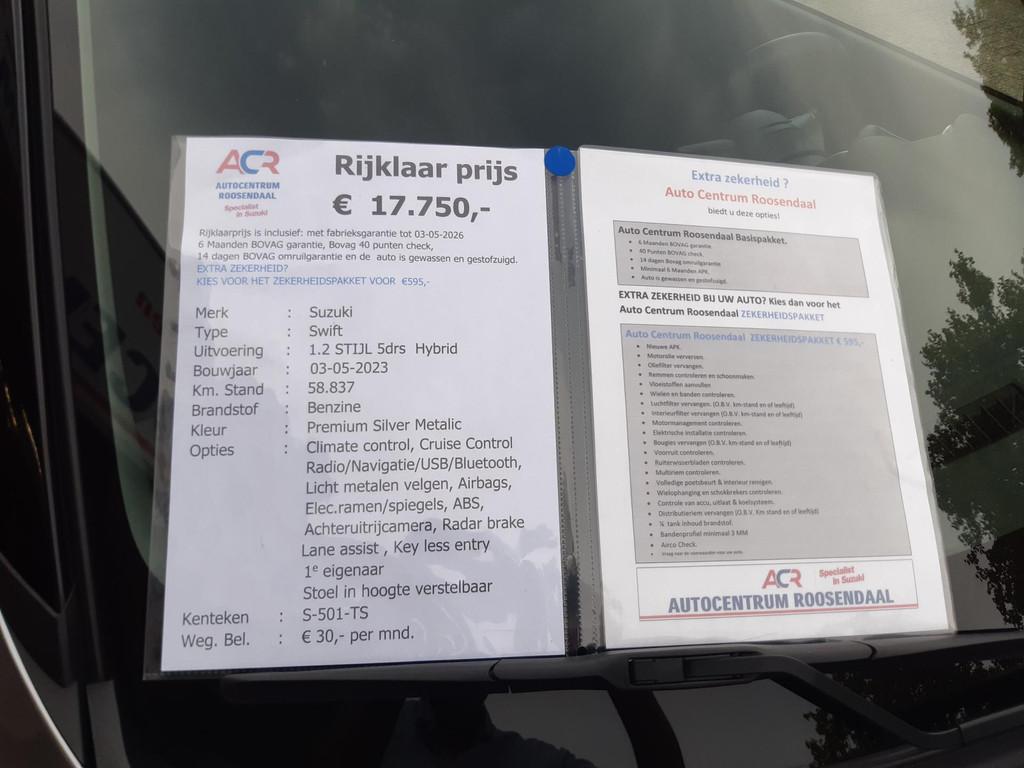 ACR
AUTOCENTRUM
ROOSENDAAL
Specialist
in Suzuki
Rijklaar prijs
€ 17.750,-
Rijklaarprijs is inclusief: met fabrieksgarantie tot 03-05-2026
6 Maanden BOVAG garantie, Bovag 40 punten check,
14 dagen BOVAG omruilgarantie en de auto is gewassen en gestofzuigd.
EXTRA ZEKERHEID?
KIES VOOR HET ZEKERHEIDSPAKKET VOOR €595,-
Merk : Suzuki
Type : Swift
Uitvoering : 1.2 STIJL 5drs Hybrid
Bouwjaar : 03-05-2023
Km. Stand : 58.837
Brandstof : Benzine
Kleur : Premium Silver Metalic
Opties : Climate control, Cruise Control
Radio/Navigatie/USB/Bluetooth,
Licht metalen velgen, Airbags,
Elec.ramen/spiegels, ABS,
Achteruitrijcamera, Radar brake
Lane assist , Key less entry
1e eigenaar
Stoel in hoogte verstelbaar
Kenteken : S-501-TS
Weg. Bel. : € 30,- per mnd.
Extra zekerheid ?
Auto Centrum Roosendaal
biedt u deze opties!
Auto Centrum Roosendaal Basispakket.
• 6 Maanden BOVAG garantie.
• 40 Punten BOVAG check.
• 14 dagen Bovag omruilgarantie
• Minimaal 6 Maanden APK.
• Auto is gewassen en gestofzuigd.
EXTRA ZEKERHEID BIJ UW AUTO? Kies dan voor het
Auto Centrum Roosendaal ZEKERHEIDSPAKKET
Auto Centrum Roosendaal ZEKERHEIDSPAKKET € 595,-
• Nieuwe APK.
• Motorolie verversen.
• Oliefilter vervangen.
• Remmen controleren en schoonmaken.
• Vloeistoffen aanvullen
• Wielen en banden controleren.
• Luchtfilter vervangen. (O.B.V. km-stand en of leeftijd)
• Interieurfilter vervangen (O.B.V. km-stand en of leeftijd)
• Motormanagement controleren.
• Elektrische installatie controleren.
• Bougies vervangen (O.B.V. km-stand en of leeftijd)
• Voorruit controleren.
• Ruiterwisserbladen controleren.
• Multiriem controleren.
• Volledige poetsbeurt & interieur reinigen.
• Wielophanging en schokbrekers controleren.
• Controle van accu, uitlaat & koelsysteem.
• Distributieriem vervangen (O.B.V. Km stand en of leeftijd)
• ¼ tank inhoud brandstof.
• Bandenprofiel minimaal 3 MM
• Airco Check.
• Vraag naar de voorwaarden voor uw auto.
ACR Specialist
in Suzuki
AUTOCENTRUM ROOSENDAAL